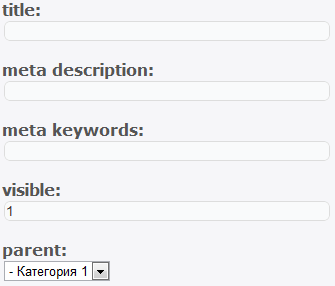 title:
meta description:
meta keywords:
visible:
1
parent:
- Категория 1